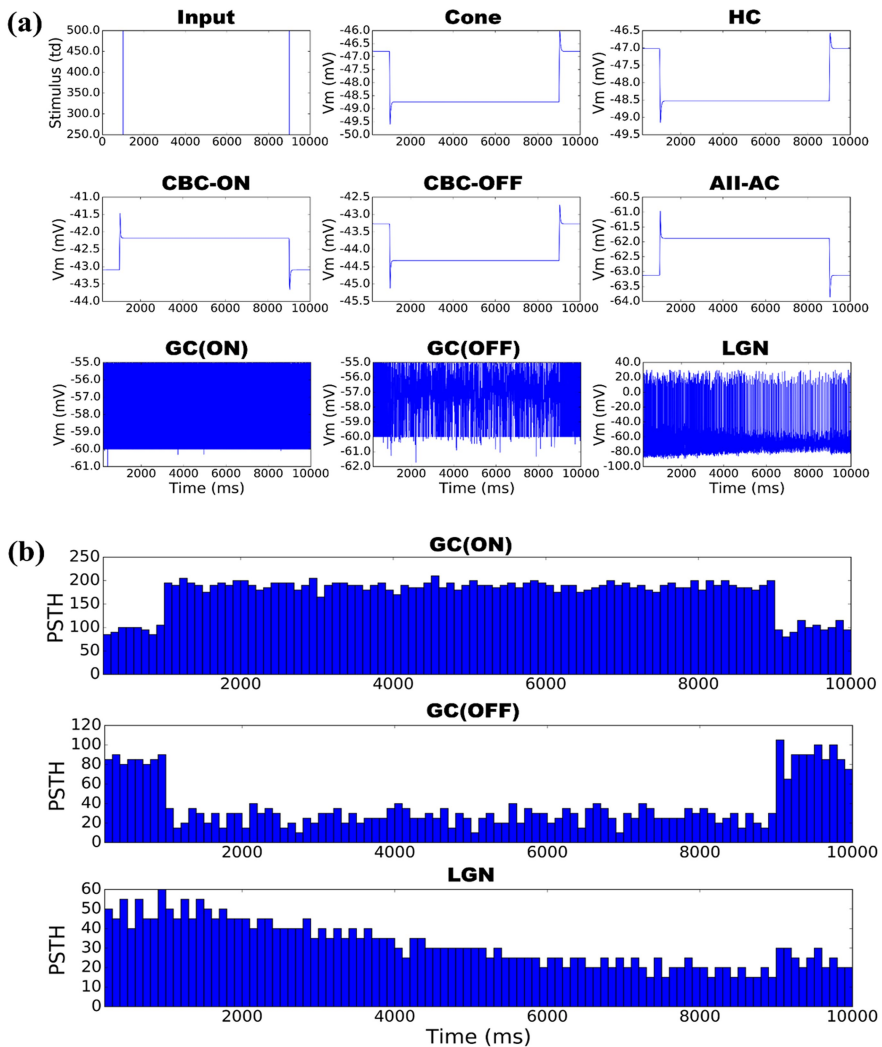 (a)
Input
Cone
HC
Stimulus (td)
500.0
450.0
400.0
350.0
300.0
250.0
0 2000 4000 6000 8000 10000
Vm (mV)
-46.0
-46.5
-47.0
-47.5
-48.0
-48.5
-49.0
-49.5
-50.0
2000 4000 6000 8000 10000
Vm (mV)
-46.5
-47.0
-47.5
-48.0
-48.5
-49.0
-49.5
2000 4000 6000 8000 10000
CBC-ON
CBC-OFF
AII-AC
Vm (mV)
-41.0
-41.5
-42.0
-42.5
-43.0
-43.5
-44.0
2000 4000 6000 8000 10000
Vm (mV)
-42.5
-43.0
-43.5
-44.0
-44.5
-45.0
-45.5
2000 4000 6000 8000 10000
Vm (mV)
-60.5
-61.0
-61.5
-62.0
-62.5
-63.0
-63.5
-64.0
2000 4000 6000 8000 10000
GC(ON)
GC(OFF)
LGN
Vm (mV)
-55.0
-56.0
-57.0
-58.0
-59.0
-60.0
-61.0
2000 4000 6000 8000 10000
Time (ms)
Vm (mV)
-55.0
-56.0
-57.0
-58.0
-59.0
-60.0
-61.0
-62.0
2000 4000 6000 8000 10000
Time (ms)
Vm (mV)
40.0
20.0
0.0
-20.0
-40.0
-60.0
-80.0
-100.0
2000 4000 6000 8000 10000
Time (ms)
(b)
GC(ON)
PSTH
250
200
150
100
50
0
2000 4000 6000 8000 10000
GC(OFF)
PSTH
120
100
80
60
40
20
0
2000 4000 6000 8000 10000
LGN
PSTH
60
50
40
30
20
10
0
2000 4000 6000 8000 10000
Time (ms)